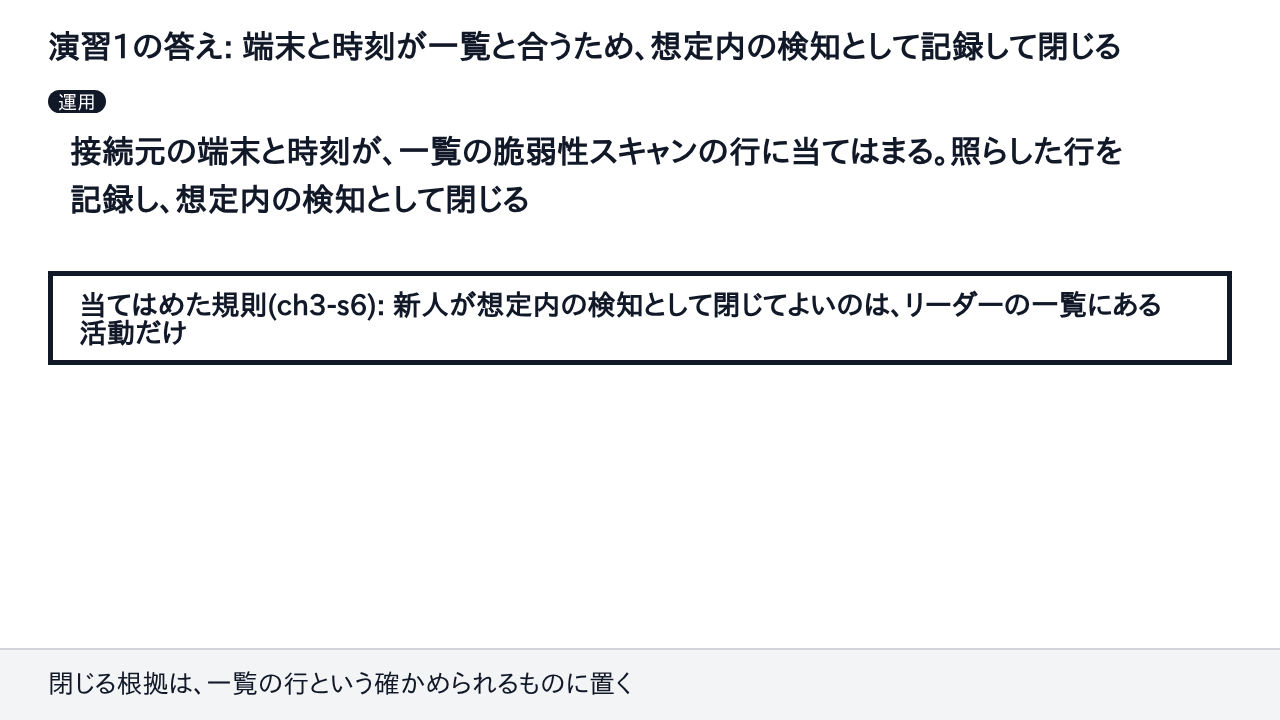 演習1の答え: 端末と時刻が一覧と合うため、想定内の検知として記録して閉じる
運用
接続元の端末と時刻が、一覧の脆弱性スキャンの行に当てはまる。照らした行を
記録し、想定内の検知として閉じる
当てはめた規則(ch3-s6): 新人が想定内の検知として閉じてよいのは、リーダーの一覧にある
活動だけ
閉じる根拠は、一覧の行という確かめられるものに置く